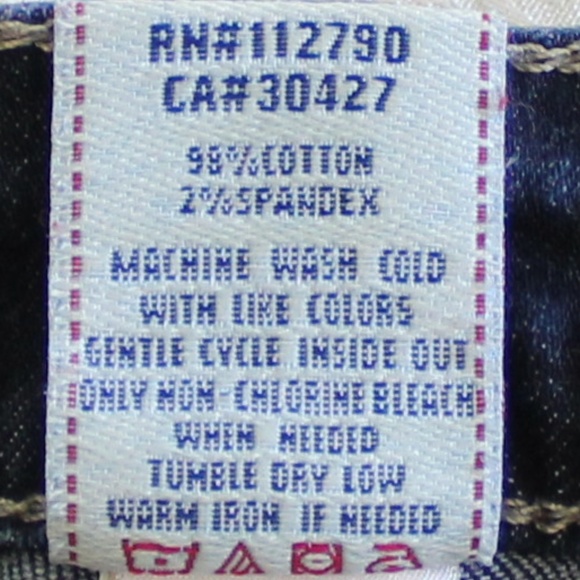 RN#112790
CA#30427
98%COTTON
2%SPANDEX
MACHINE WASH COLD
WITH LIKE COLORS
GENTLE CYCLE INSIDE OUT
ONLY NON-CHLORINE BLEACH
WHEN NEEDED
TUMBLE DRY LOW
WARM IRON IF NEEDED